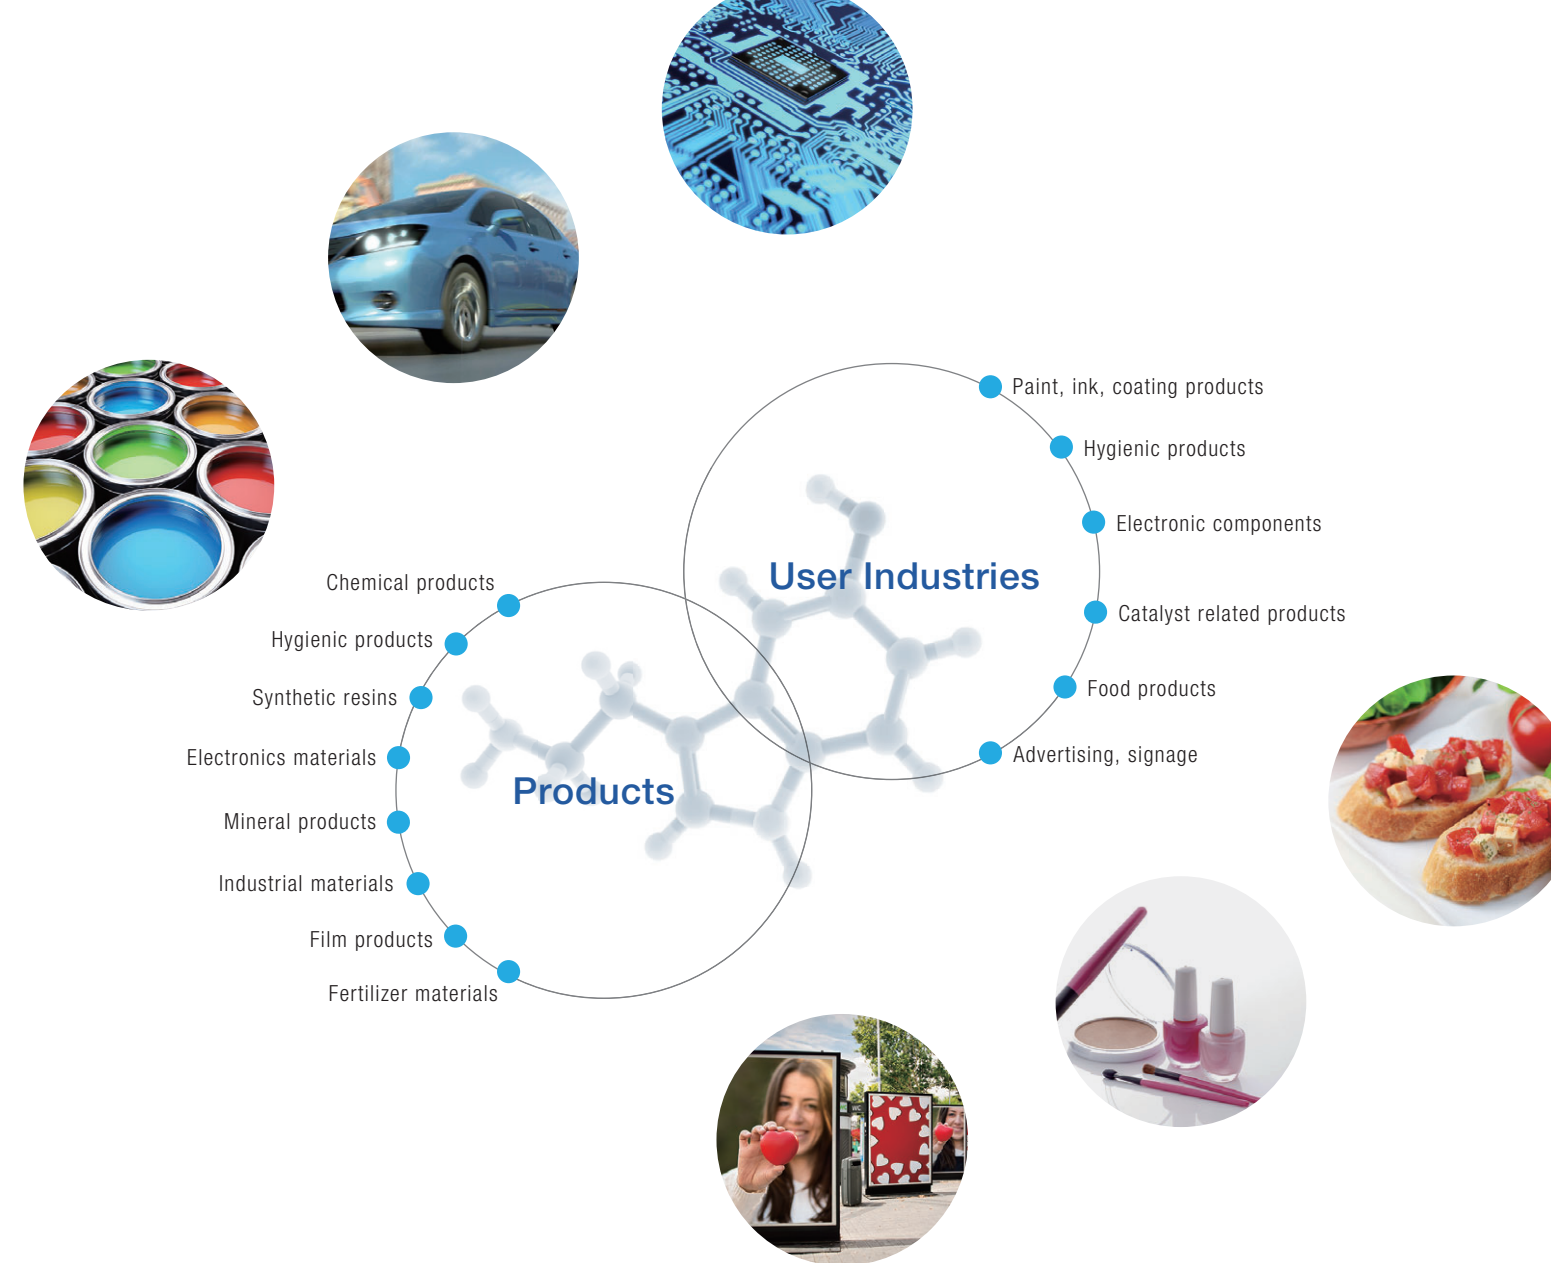 Paint, ink, coating products
Hygienic products
Electronic components
User Industries
Catalyst related products
Food products
Advertising, signage
Chemical products
Hygienic products
Synthetic resins
Electronics materials
Products
Mineral products
Industrial materials
Film products
Fertilizer materials